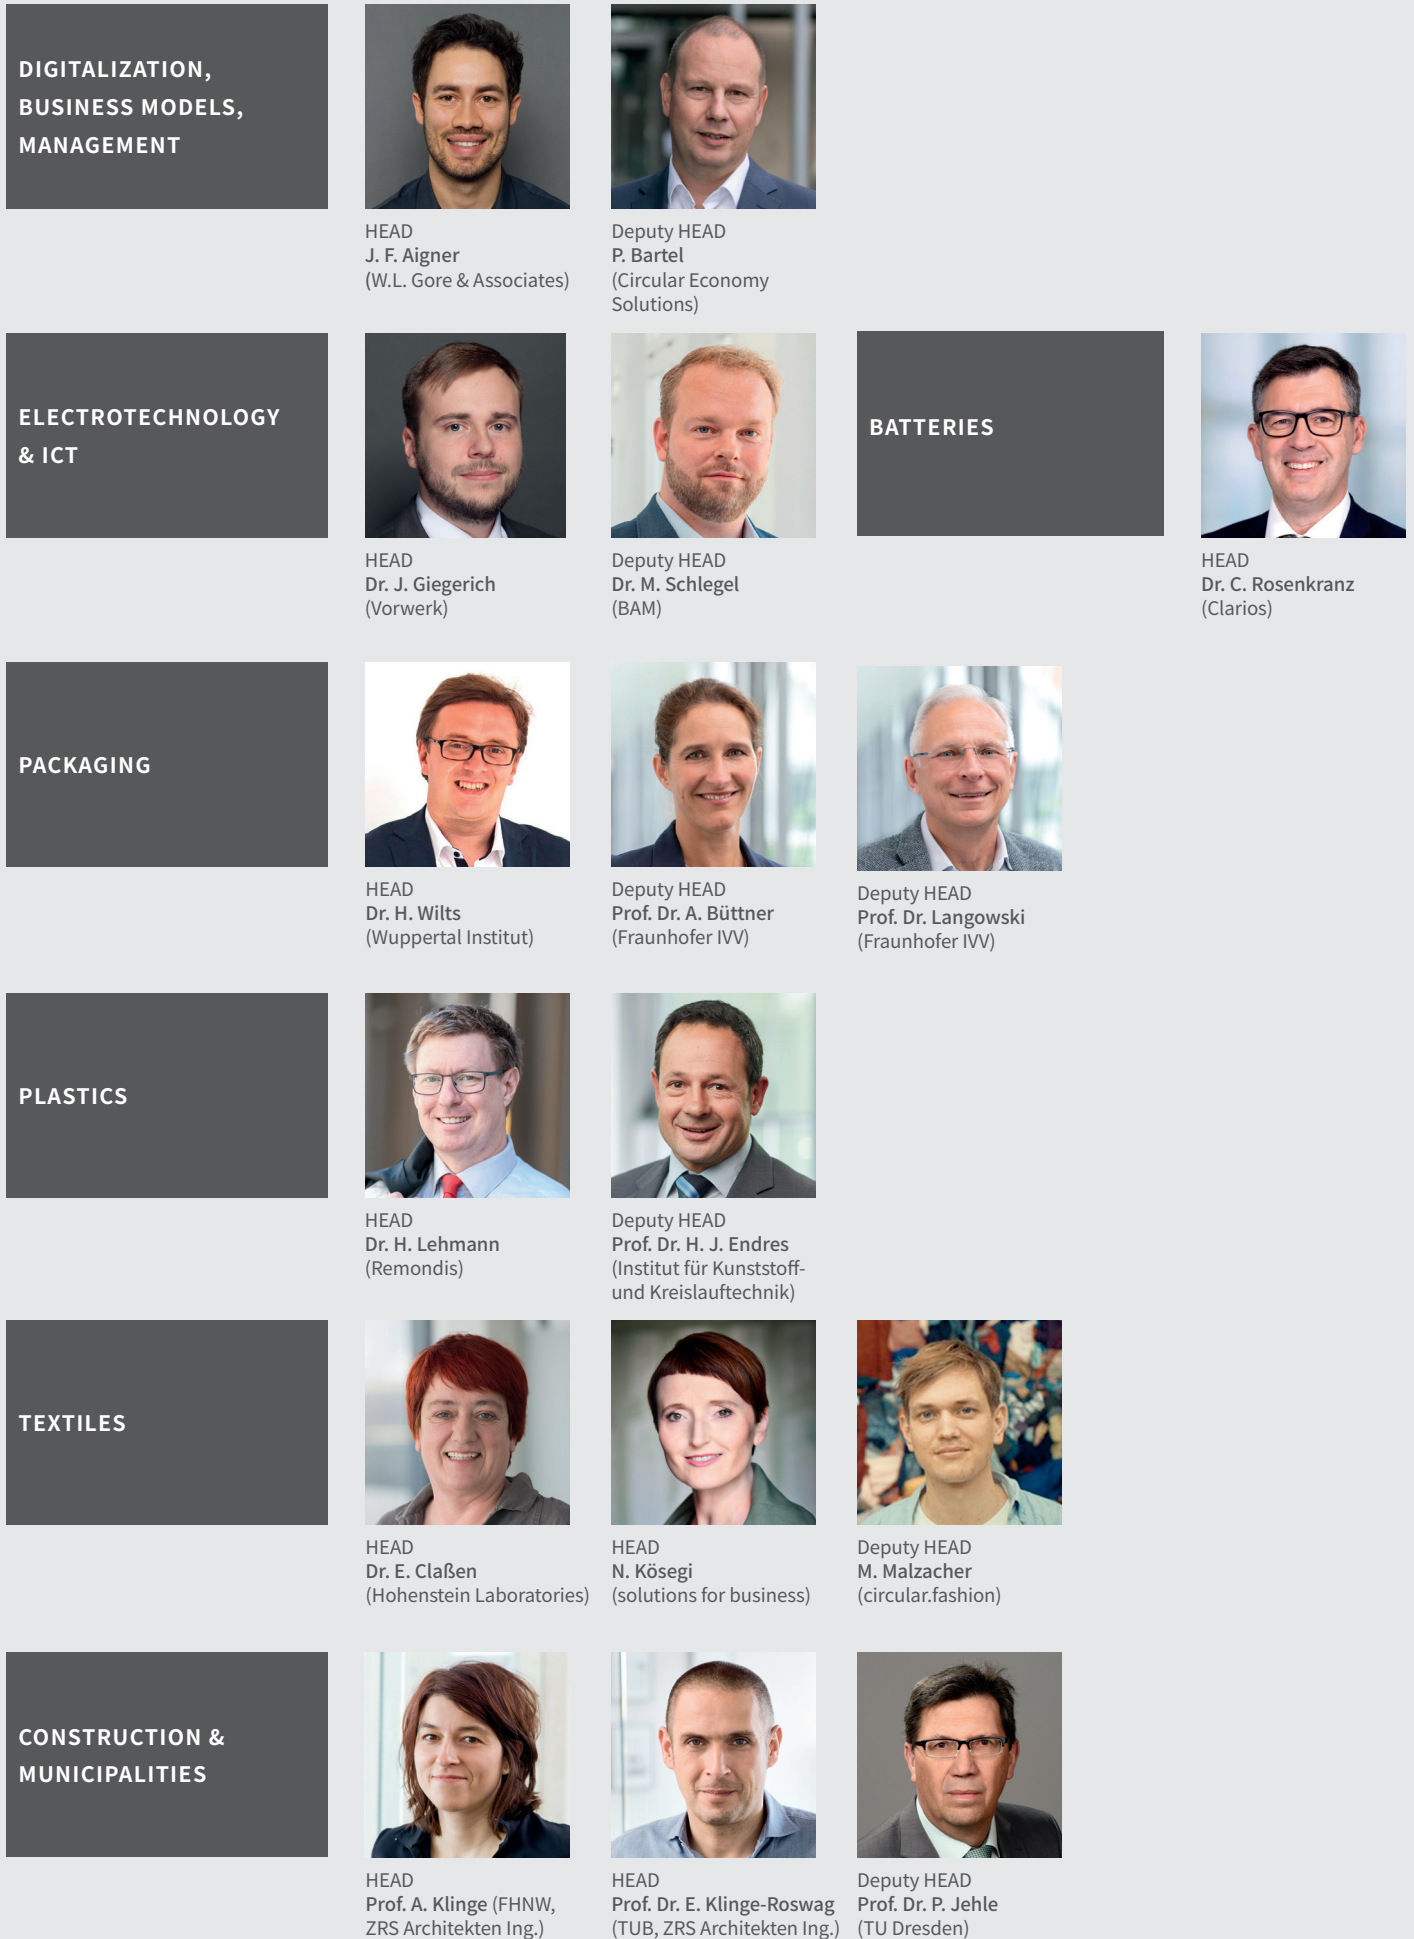 DIGITALIZATION,
BUSINESS MODELS,
MANAGEMENT
HEAD
J. F. Aigner
(W.L. Gore & Associates)
Deputy HEAD
P. Bartel
(Circular Economy
Solutions)
ELECTROTECHNOLOGY
& ICT
HEAD
Dr. J. Giegerich
(Vorwerk)
Deputy HEAD
Dr. M. Schlegel
(BAM)
BATTERIES
HEAD
Dr. C. Rosenkranz
(Clarios)
PACKAGING
HEAD
Dr. H. Wilts
(Wuppertal Institut)
Deputy HEAD
Prof. Dr. A. Büttner
(Fraunhofer IVV)
Deputy HEAD
Prof. Dr. Langowski
(Fraunhofer IVV)
PLASTICS
HEAD
Dr. H. Lehmann
(Remondis)
Deputy HEAD
Prof. Dr. H. J. Endres
(Institut für Kunststoff-
und Kreislauftechnik)
TEXTILES
HEAD
Dr. E. Claßen
(Hohenstein Laboratories)
HEAD
N. Kösegi
(solutions for business)
Deputy HEAD
M. Malzacher
(circular.fashion)
CONSTRUCTION &
MUNICIPALITIES
HEAD
Prof. A. Klinge (FHNW,
ZRS Architekten Ing.)
HEAD
Prof. Dr. E. Klinge-Roswag
(TUB, ZRS Architekten Ing.)
Deputy HEAD
Prof. Dr. P. Jehle
(TU Dresden)